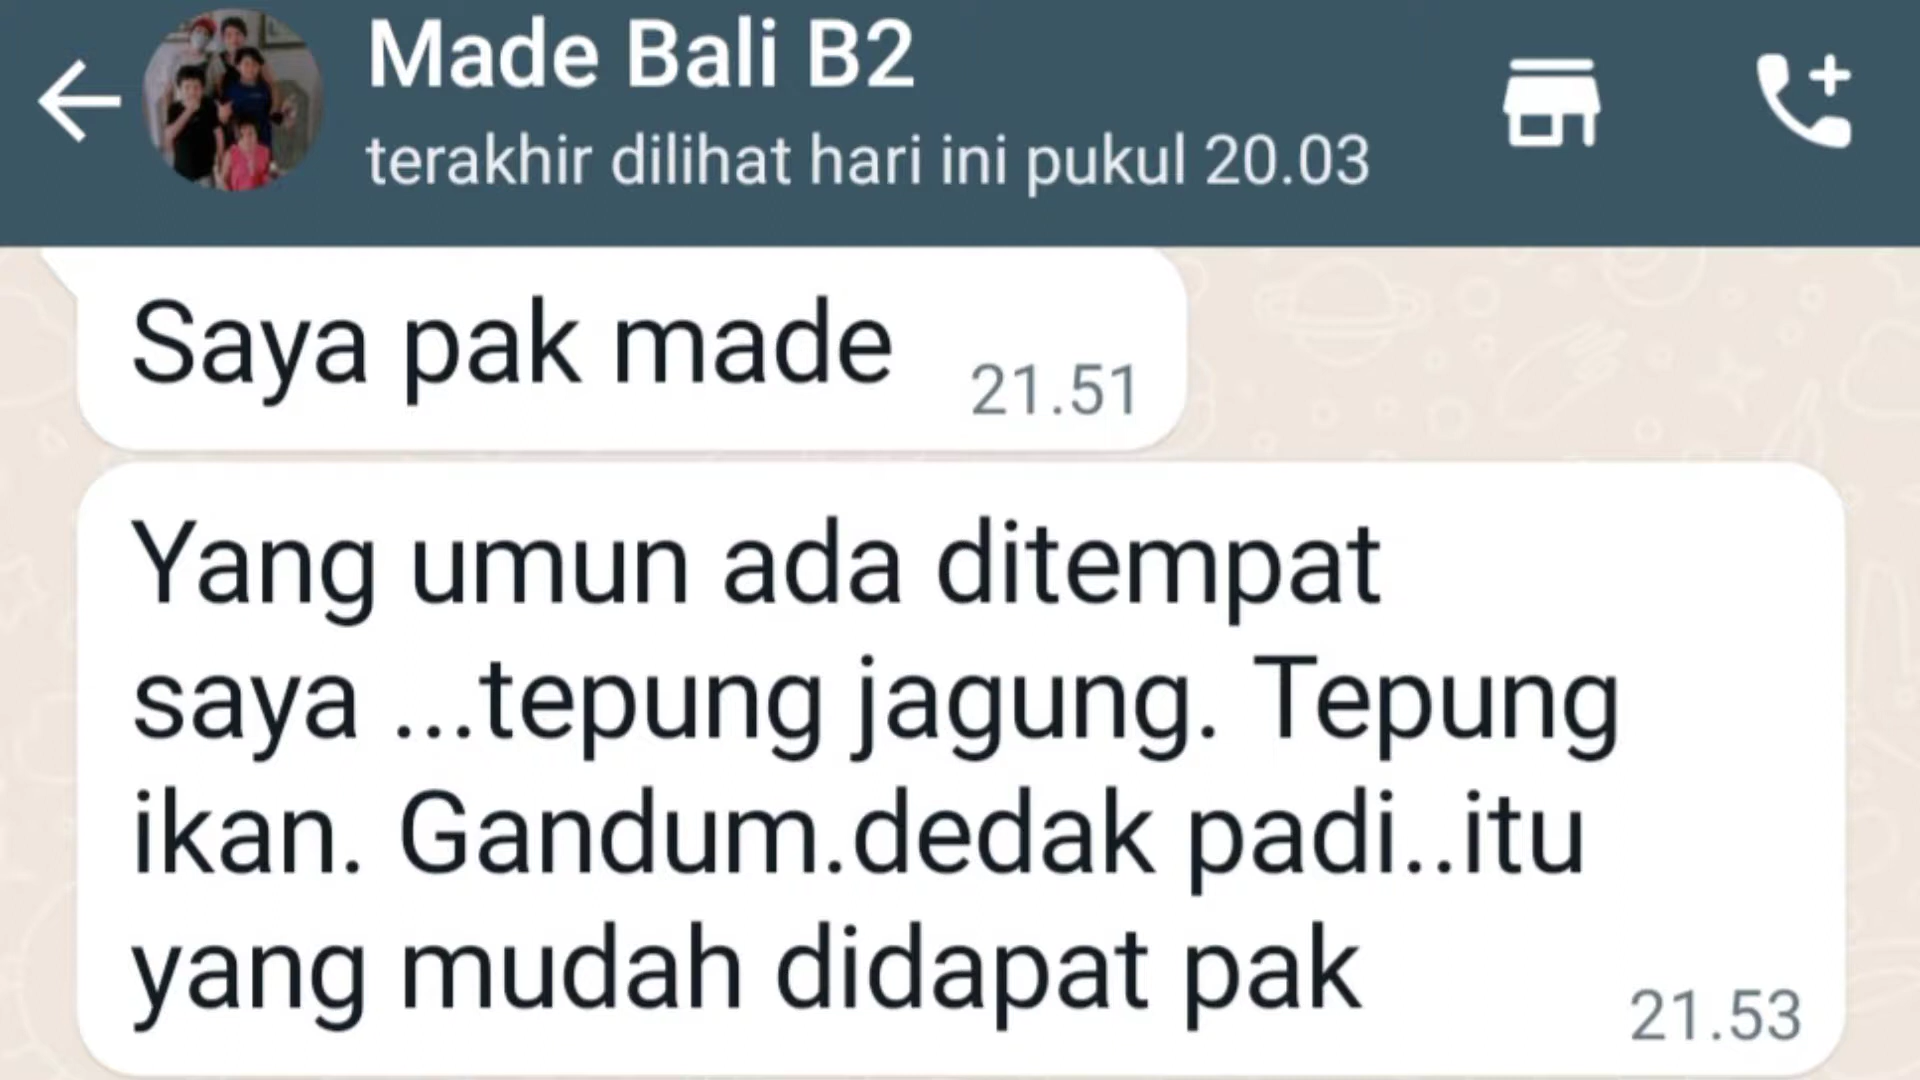 Made Bali B2
terakhir dilihat hari ini pukul 20.03
Saya pak made
21.51
Yang umun ada ditempat
saya ...tepung jagung. Tepung
ikan. Gandum.dedak padi..itu
yang mudah didapat pak
21.53